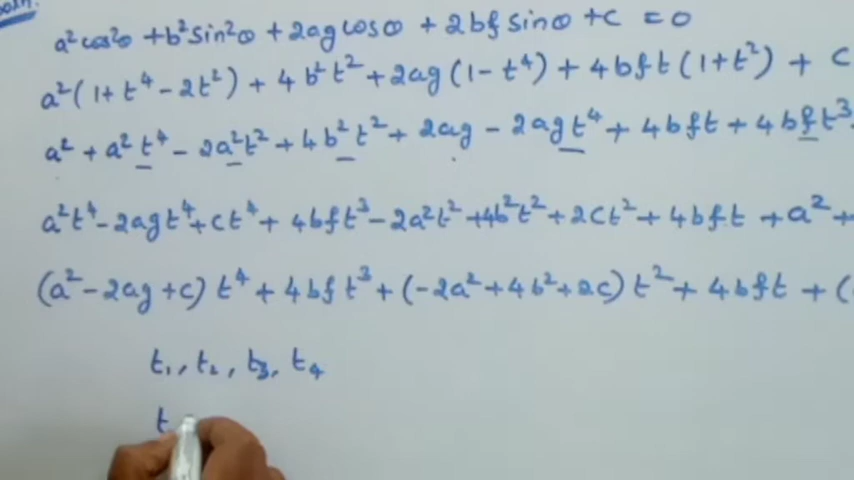 a²cos²θ + b²sin²θ + 2ag cosθ + 2bf sinθ + c = 0
a²(1 + t⁴ - 2t²) + 4b²t² + 2ag(1 - t⁴) + 4bft(1 + t²) + c
a² + a²t⁴ - 2a²t² + 4b²t² + 2ag - 2agt⁴ + 4bft + 4bft³
a²t⁴ - 2agt⁴ + ct⁴ + 4bft³ - 2a²t² + 4b²t² + 2ct² + 4bft + a² +
(a² - 2ag + c)t⁴ + 4bft³ + (-2a² + 4b² + 2c)t² + 4bft + (
t₁, t₂, t₃, t₄
t